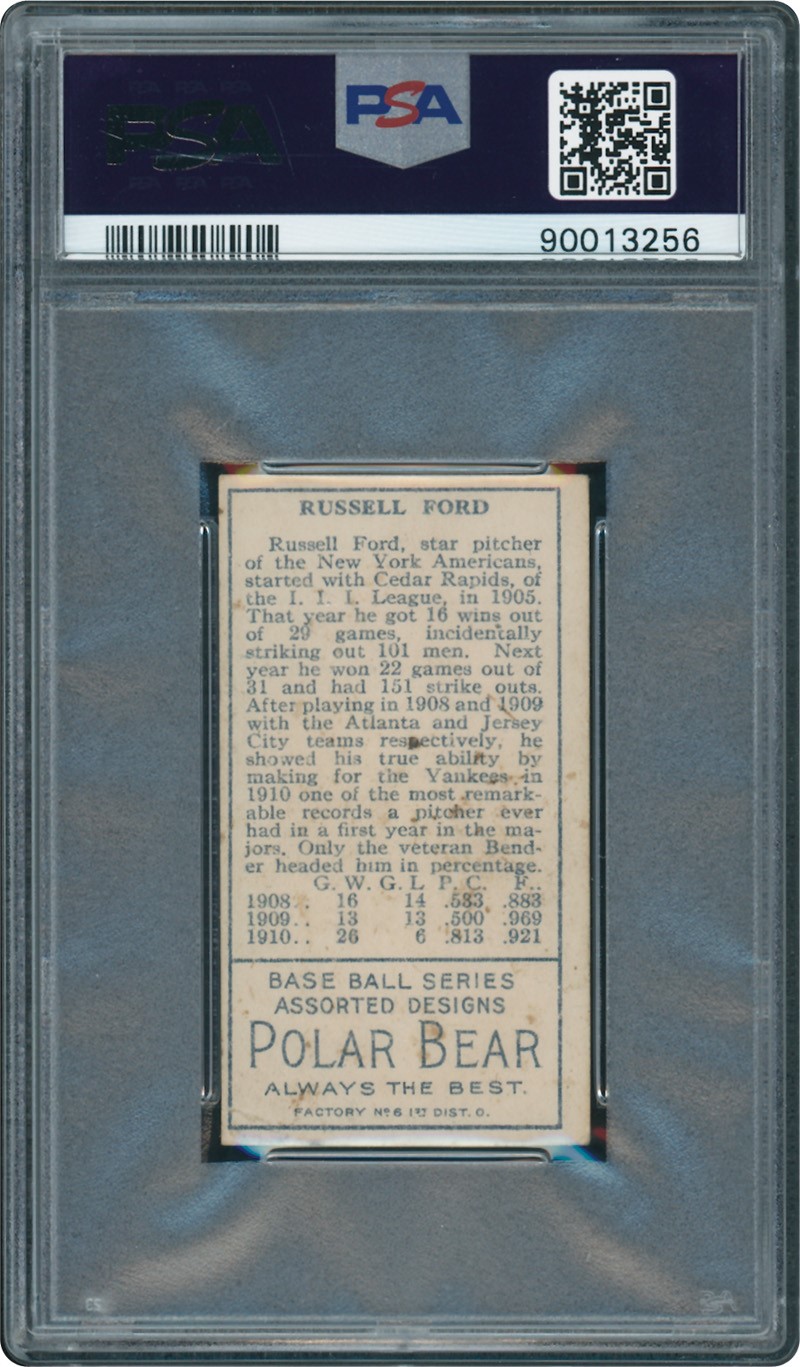 PSA
PSA
90013256
RUSSELL FORD
Russell Ford, star pitcher
of the New York Americans,
started with Cedar Rapids, of
the I. I. I. League, in 1905.
That year he got 16 wins out
of 29 games, incidentally
striking out 101 men. Next
year he won 22 games out of
31 and had 151 strike outs.
After playing in 1908 and 1909
with the Atlanta and Jersey
City teams respectively, he
showed his true ability by
making for the Yankees in
1910 one of the most remark-
able records a pitcher ever
had in a first year in the ma-
jors. Only the veteran Bend-
er headed him in percentage.
G. W. G. L P. C. F..
1908.. 16 14 .533 .883
1909.. 13 13 .500 .969
1910.. 26 6 .813 .921
BASE BALL SERIES
ASSORTED DESIGNS
POLAR BEAR
ALWAYS THE BEST.
FACTORY Nº 6 1ST DIST. O.